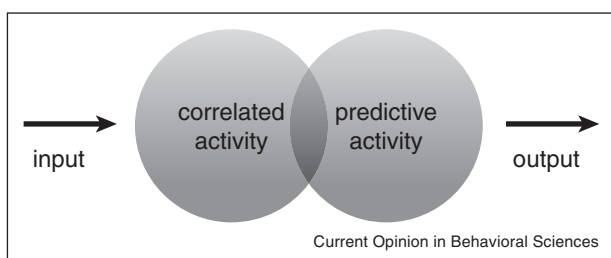 correlated
activity
predictive
activity
input
output
Current Opinion in Behavioral Sciences